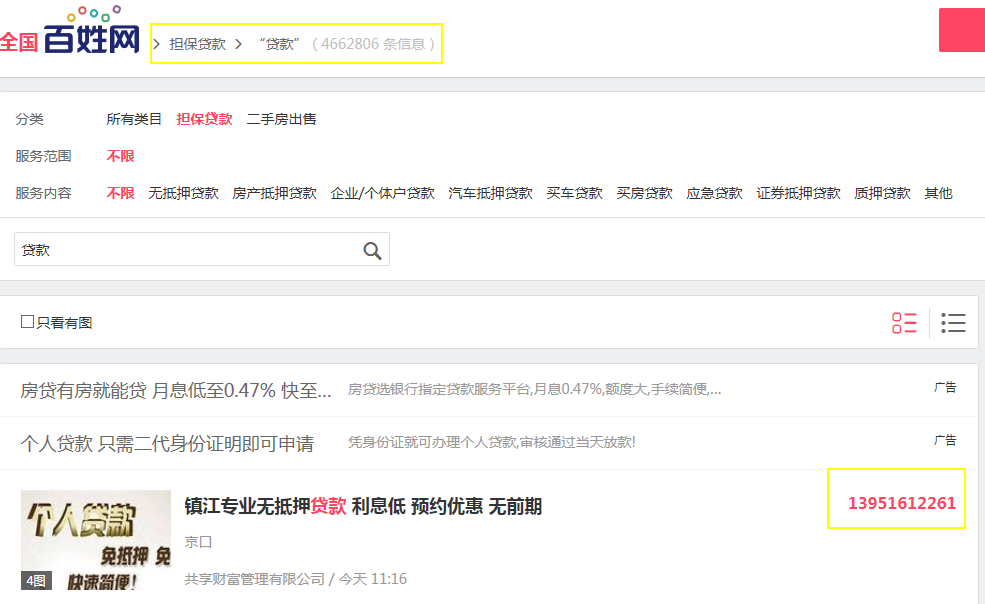 全国 百姓网 > 担保贷款 > “贷款” （ 4662806 条信息 ）
分类 所有类目 担保贷款 二手房出售
服务范围 不限
服务内容 不限 无抵押贷款 房产抵押贷款 企业/个体户贷款 汽车抵押贷款 买车贷款 买房贷款 应急贷款 证券抵押贷款 质押贷款 其他
贷款
只看有图
房贷有房就能贷 月息低至0.47% 快至... 房贷选银行指定贷款服务平台,月息0.47%,额度大,手续简便,... 广告
个人贷款 只需二代身份证明即可申请 凭身份证就可办理个人贷款,审核通过当天放款! 广告
个人贷款
免抵押 免
快速简便!
4图
镇江专业无抵押贷款 利息低 预约优惠 无前期
13951612261
京口
共享财富管理有限公司 / 今天 11:16